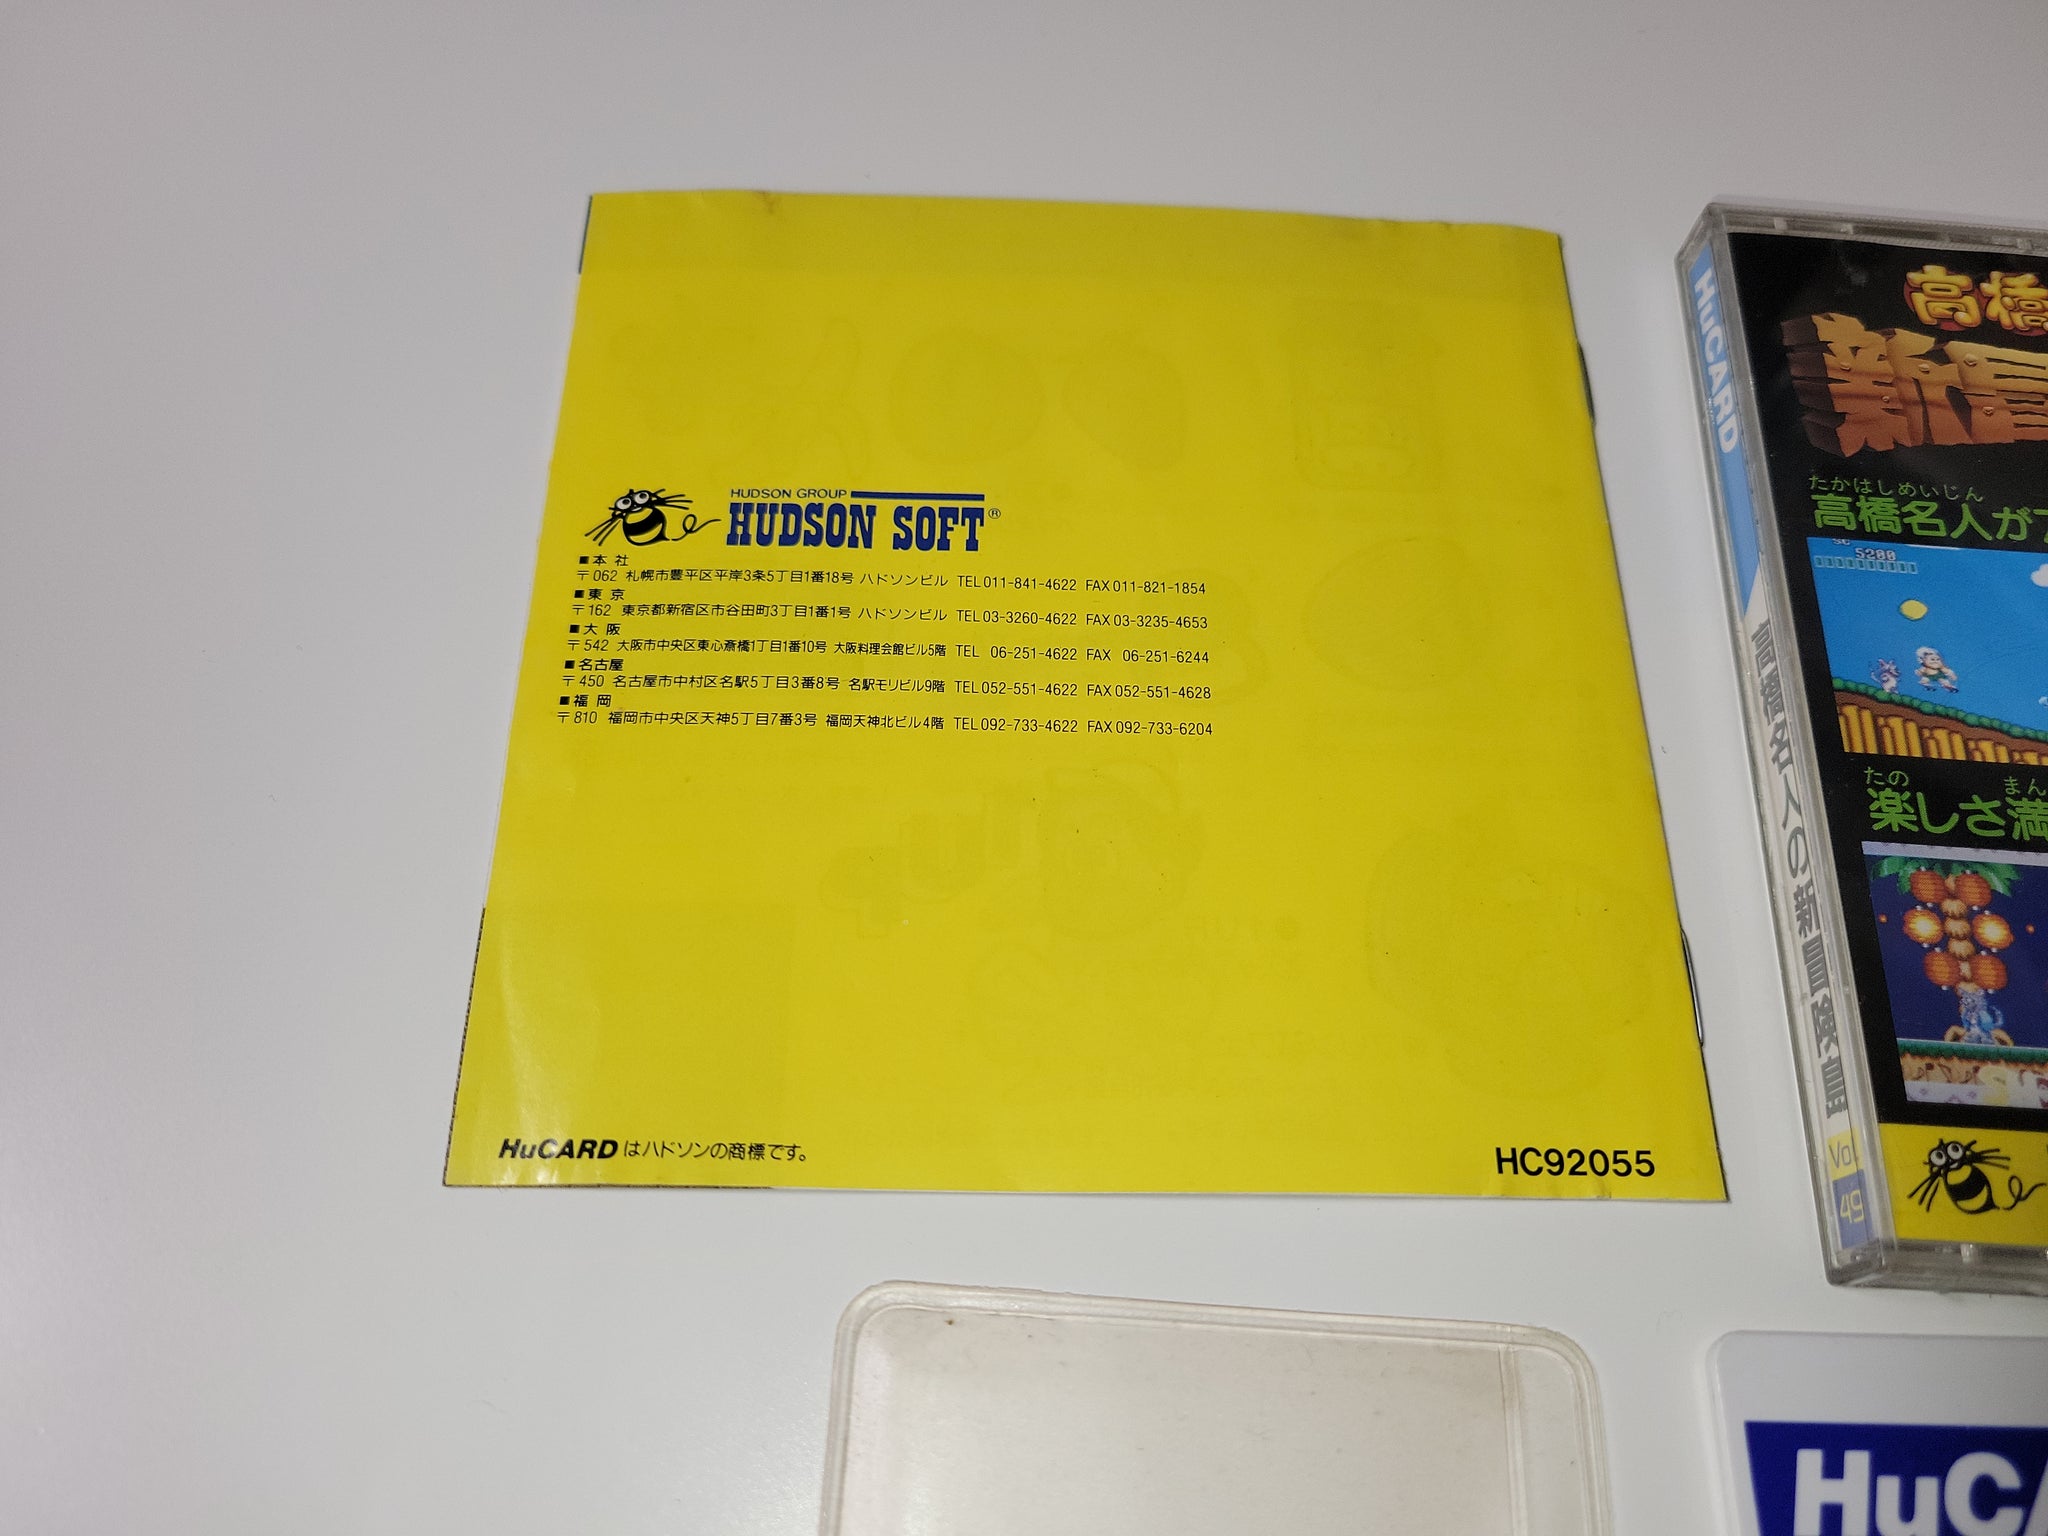 HUDSON GROUP
HUDSON SOFT®
■本社
〒062 札幌市豊平区平岸3条5丁目1番18号 ハドソンビル TEL 011-841-4622 FAX 011-821-1854
■東京
〒162 東京都新宿区市谷田町3丁目1番1号 ハドソンビル TEL 03-3260-4622 FAX 03-3235-4653
■大阪
〒542 大阪市中央区東心斎橋1丁目1番10号 大阪料理会館ビル5階 TEL 06-251-4622 FAX 06-251-6244
■名古屋
〒450 名古屋市中村区名駅5丁目3番8号 名駅モリビル9階 TEL 052-551-4622 FAX 052-551-4628
■福岡
〒810 福岡市中央区天神5丁目7番3号 福岡天神北ビル4階 TEL 092-733-4622 FAX 092-733-6204
HuCARDはハドソンの商標です。
HC92055
HuCARD
高橋名人の新冒険島
Vol.
49
高橋
新冒
たかはしめいじん
高橋名人が
SC 5200
たの まん
楽しさ満
HuC